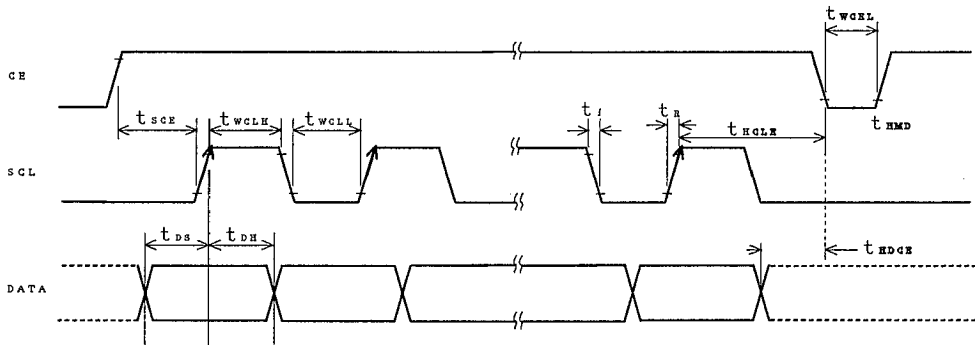 t WCEL
CE
t SCE
t WCLH
t WCLL
t f
t R
t HCLE
t HMD
SCL
t DS
t DH
t HDCE
DATA